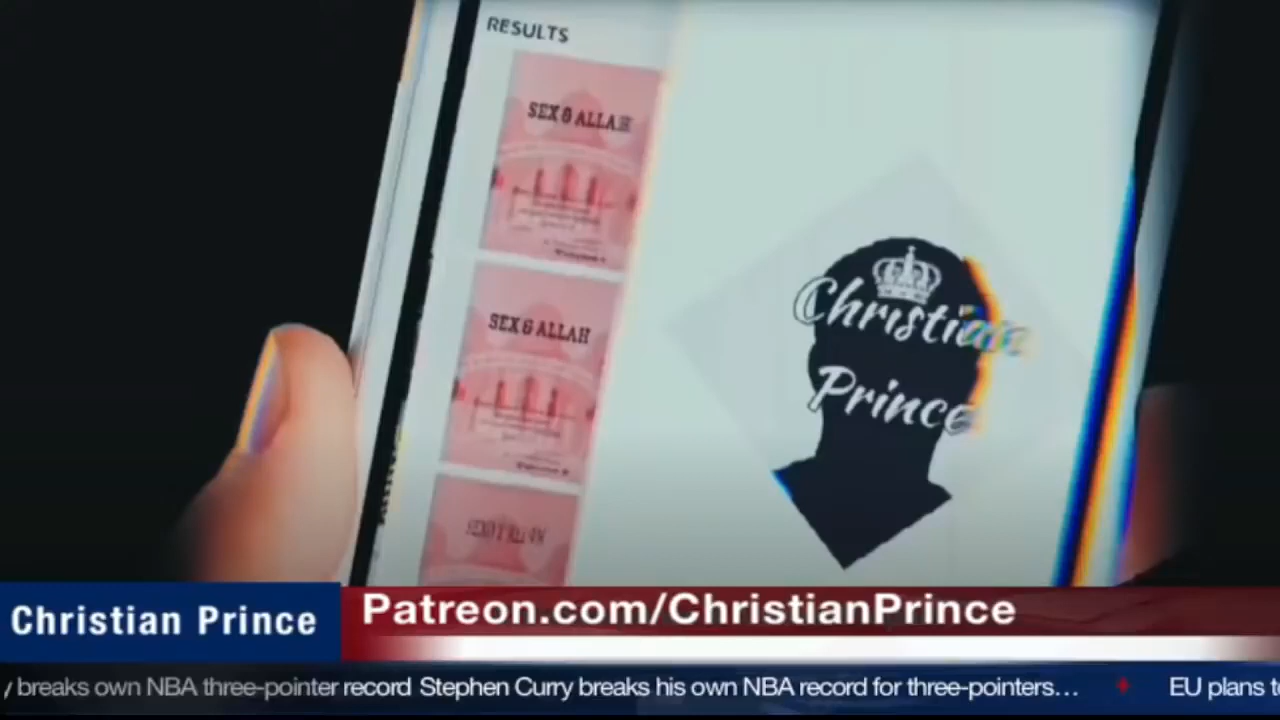 RESULTS
SEX & ALLAH
SEX & ALLAH
Christian
Prince
Christian Prince
Patreon.com/ChristianPrince
y breaks own NBA three-pointer record Stephen Curry breaks his own NBA record for three-pointers... EU plans t